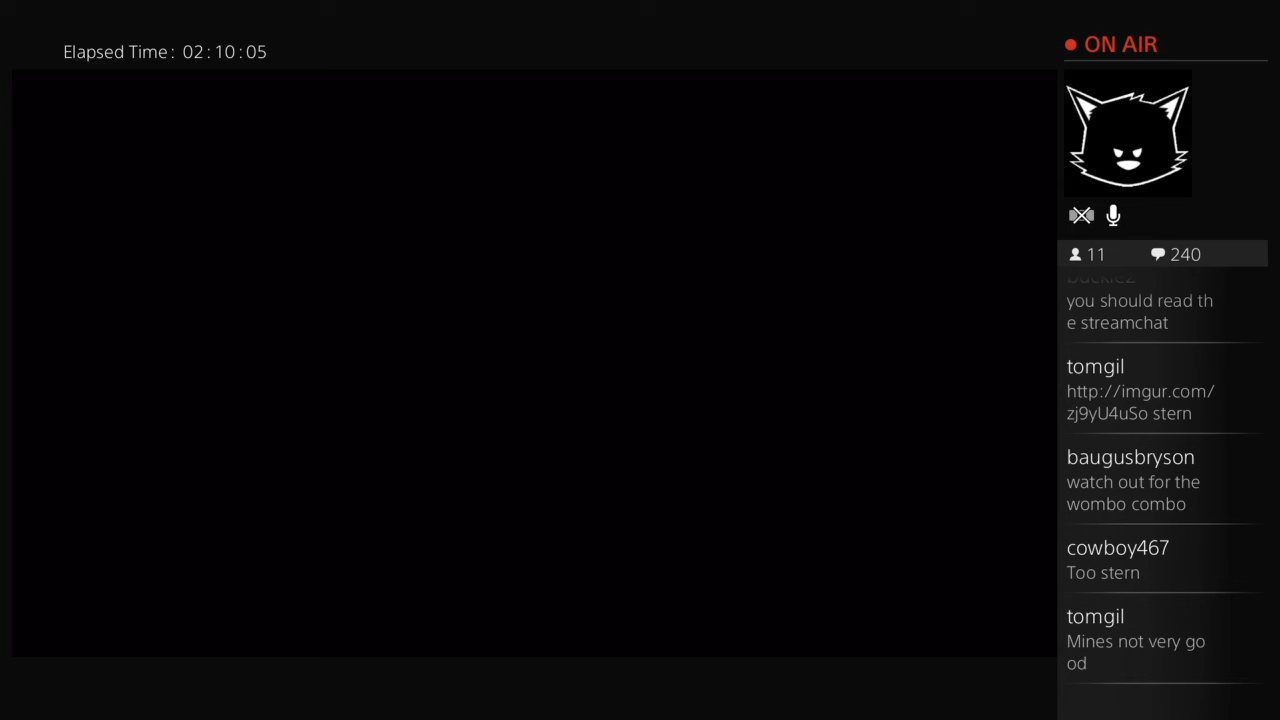 Elapsed Time: 02:10:05
ON AIR
11 240
you should read th
e streamchat
tomgil
http://imgur.com/
zj9yU4uSo stern
baugusbryson
watch out for the
wombo combo
cowboy467
Too stern
tomgil
Mines not very go
od